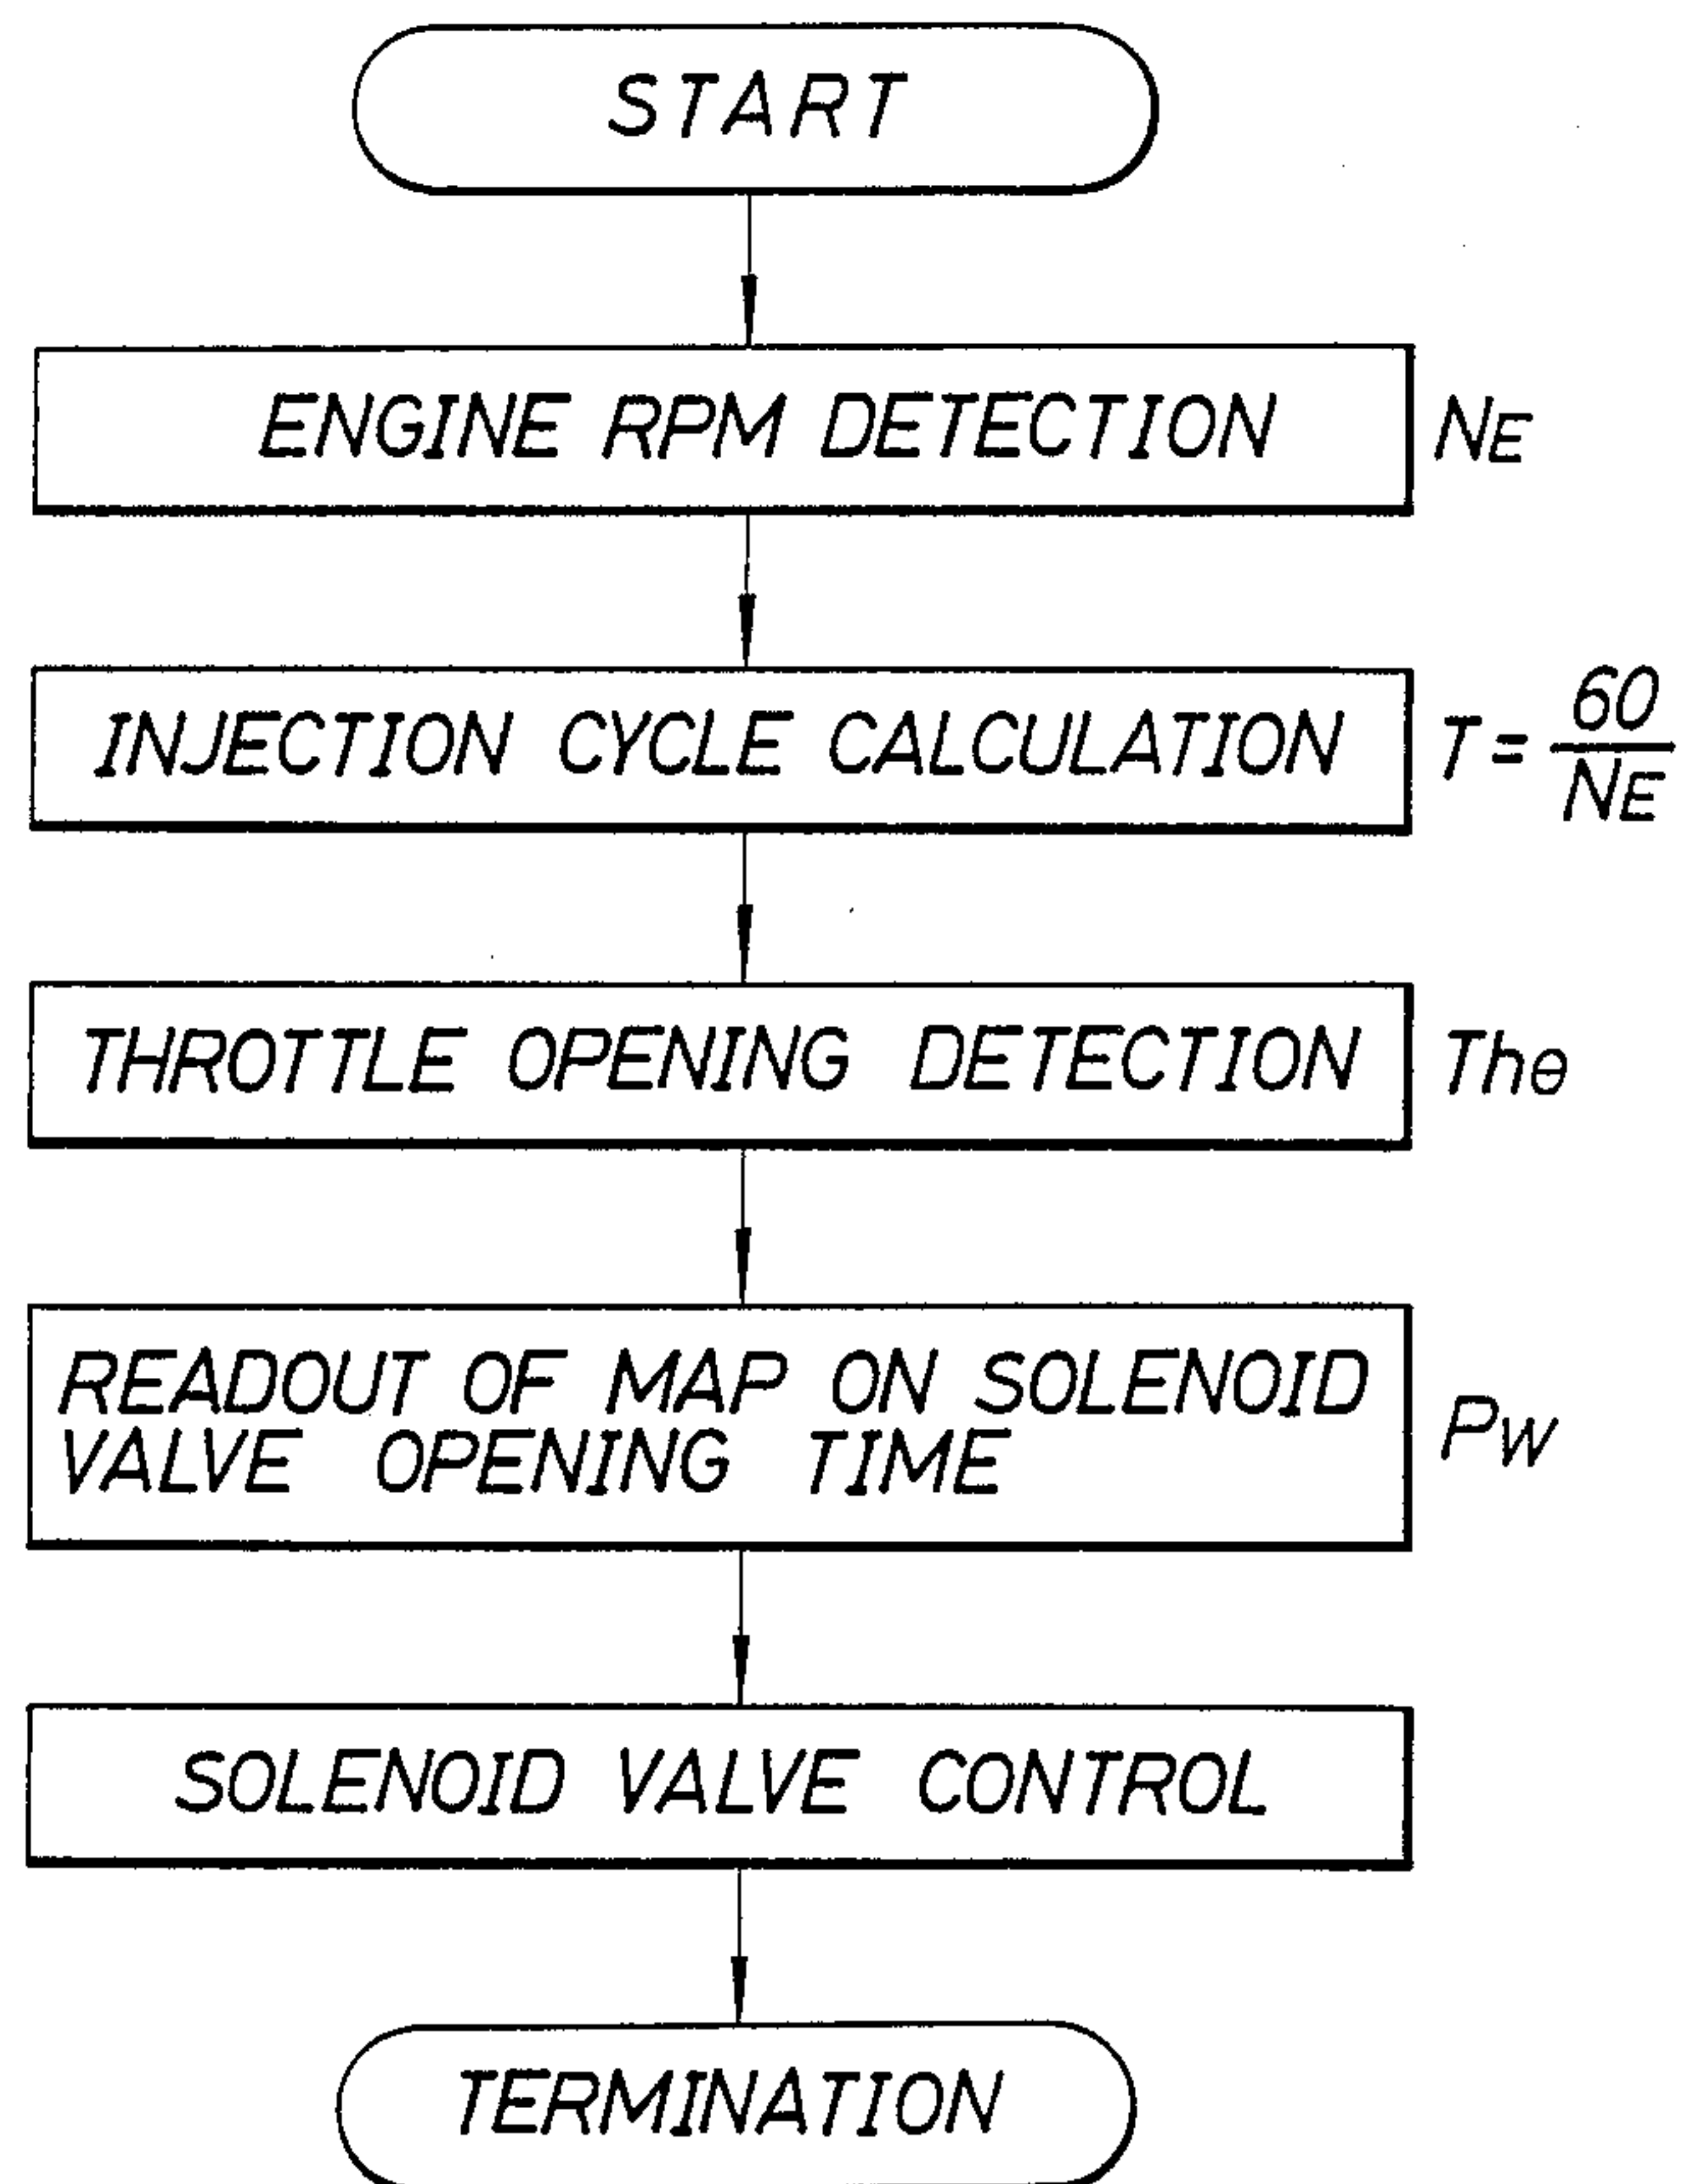 START
ENGINE RPM DETECTION NE
INJECTION CYCLE CALCULATION T=60/NE
THROTTLE OPENING DETECTION Thθ
READOUT OF MAP ON SOLENOID
VALVE OPENING TIME
PW
SOLENOID VALVE CONTROL
TERMINATION